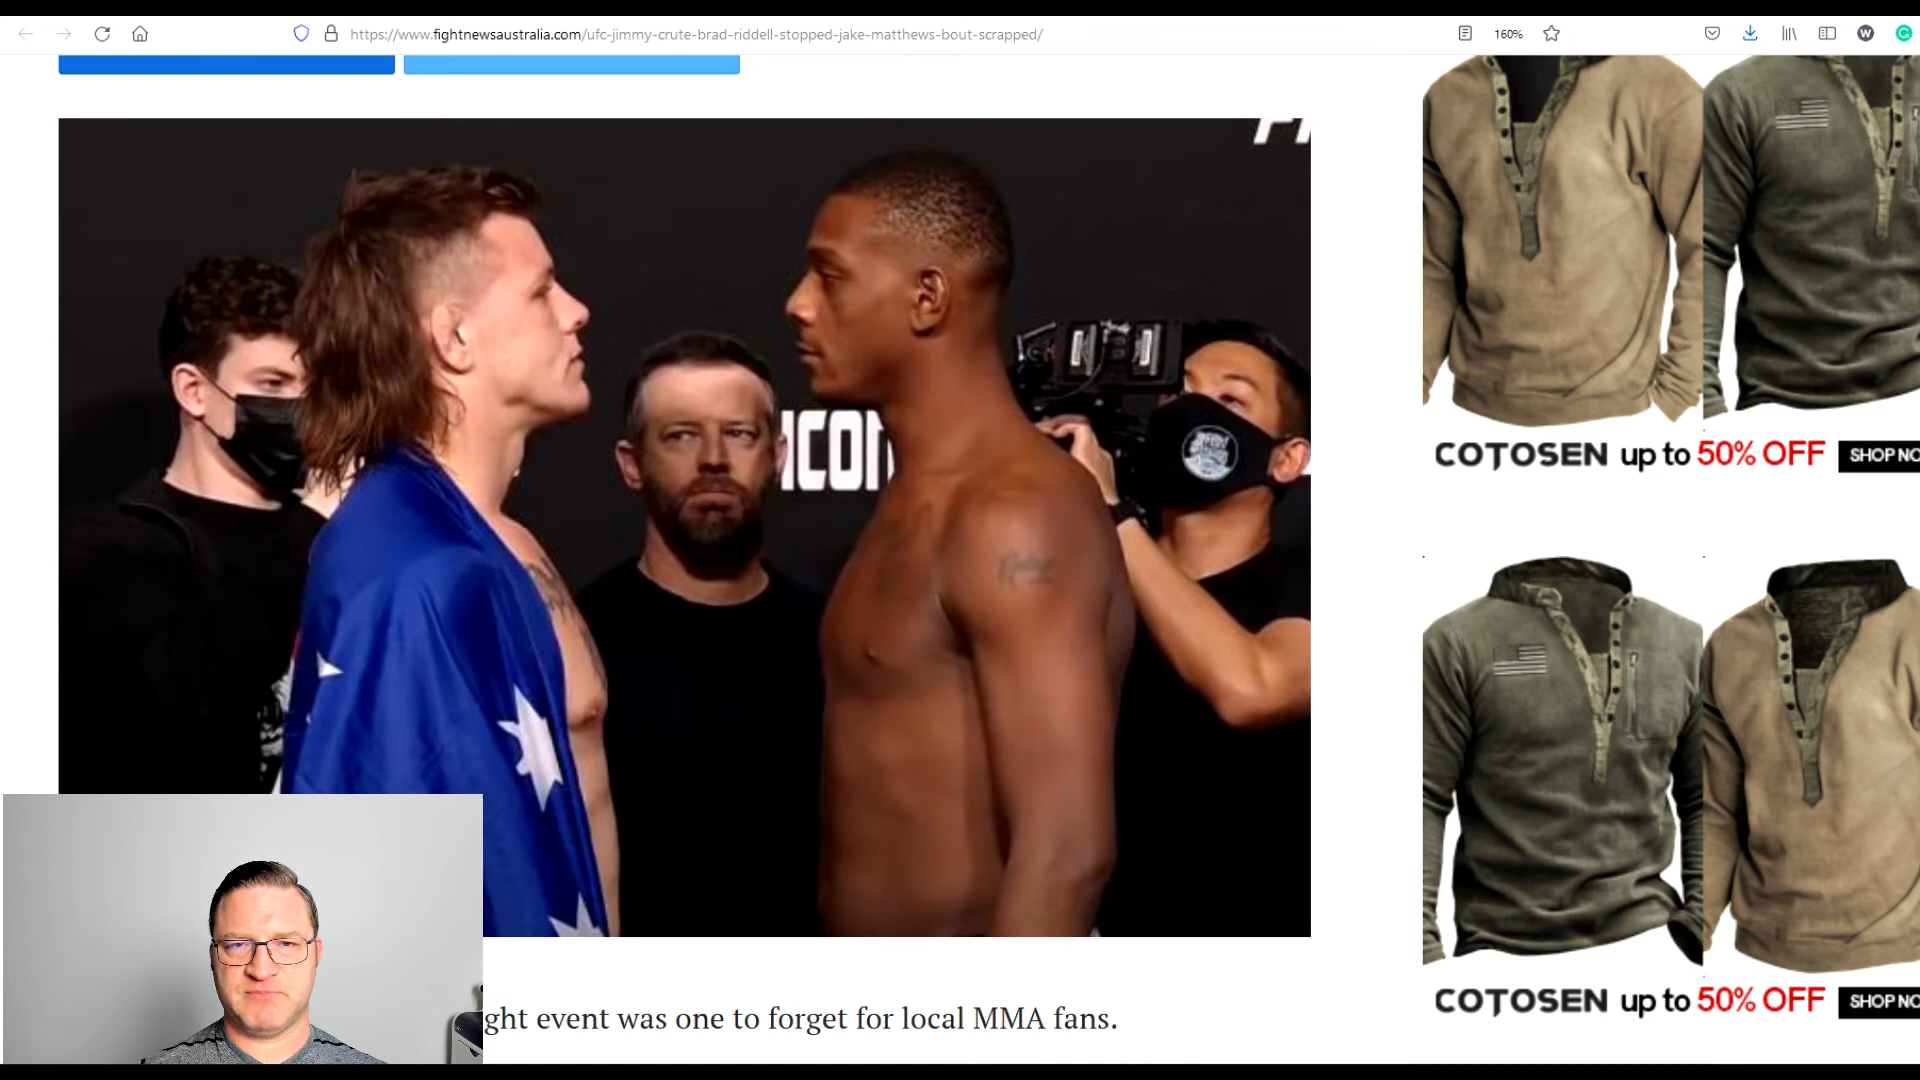 https://www.fightnewsaustralia.com/ufc-jimmy-crute-brad-riddell-stopped-jake-matthews-bout-scrapped/
160%
COTOSEN up to 50% OFF SHOP NO
COTOSEN up to 50% OFF SHOP NO
ght event was one to forget for local MMA fans.